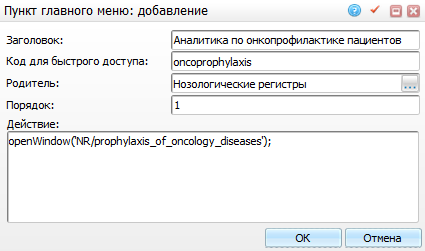 Пункт главного меню: добавление
Заголовок: Аналитика по онкопрофилактике пациентов
Код для быстрого доступа: oncoprophylaxis
Родитель: Нозологические регистры ...
Порядок: 1
Действие:
openWindow('NR/prophylaxis_of_oncology_diseases');
ОК Отмена